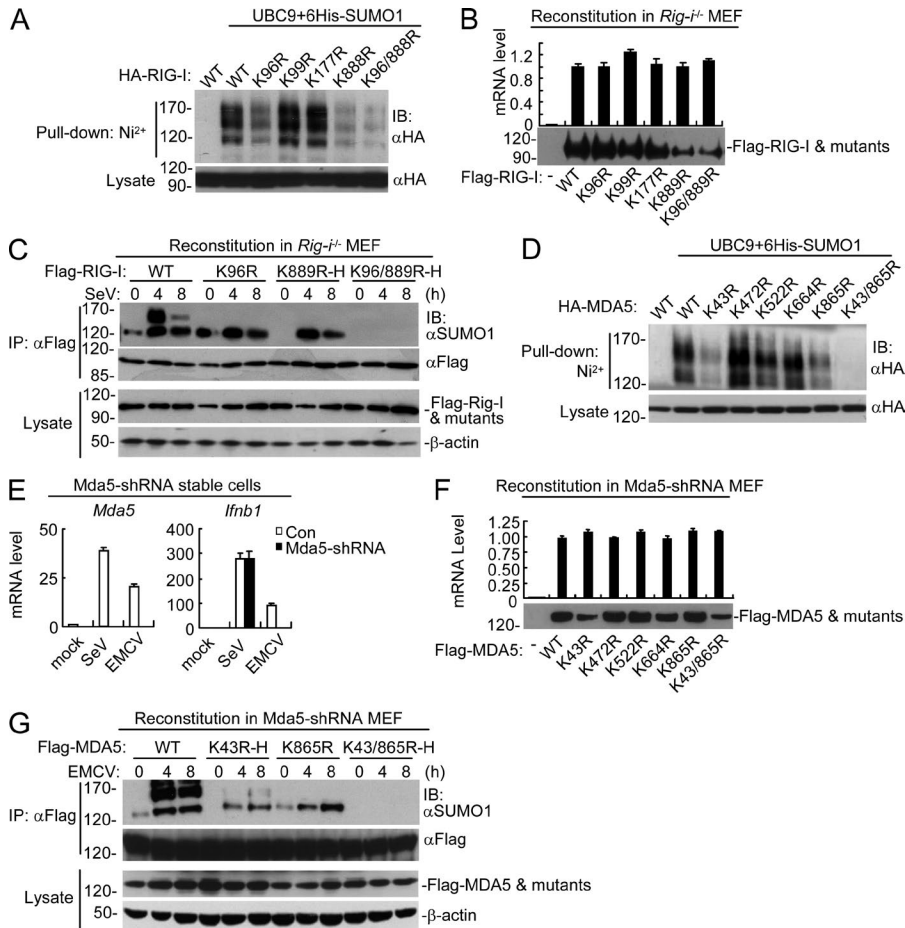 A
UBC9+6His-SUMO1
HA-RIG-I: WT WT K96R K99R K177R K888R K96/888R
170-
Pull-down: Ni2+
120-
IB:
αHA
Lysate
120-
90-
αHA
B
Reconstitution in Rig-i-/- MEF
mRNA level
1.2
0.8
0.4
0
120-
90-
-Flag-RIG-I & mutants
Flag-RIG-I: - WT K96R K99R K177R K889R K96/889R
C
Reconstitution in Rig-i-/- MEF
Flag-RIG-I: WT K96R K889R-H K96/889R-H
SeV: 0 4 8 0 4 8 0 4 8 0 4 8 (h)
170-
IB:
120-
αSUMO1
IP: αFlag
120-
αFlag
85-
Lysate
120-
90-
-Flag-Rig-I
& mutants
50-
-β-actin
D
UBC9+6His-SUMO1
HA-MDA5: WT WT K43R K472R K522R K664R K865R K43/865R
170-
Pull-down:
Ni2+
120-
IB:
αHA
Lysate 120-
αHA
E
Mda5-shRNA stable cells
Mda5
mRNA level
50
25
0
mock
SeV
EMCV
Ifnb1
400
300
200
100
0
mock
SeV
EMCV
Con
Mda5-shRNA
F
Reconstitution in Mda5-shRNA MEF
mRNA Level
1.25
1.00
0.75
0.50
0.25
0
120-
-Flag-MDA5 & mutants
Flag-MDA5: - WT K43R K472R K522R K664R K865R K43/865R
G
Reconstitution in Mda5-shRNA MEF
Flag-MDA5: WT K43R-H K865R K43/865R-H
EMCV: 0 4 8 0 4 8 0 4 8 0 4 8 (h)
170-
IB:
αSUMO1
IP: αFlag
120-
αFlag
120-
Lysate
120-
-Flag-MDA5 & mutants
50-
-β-actin